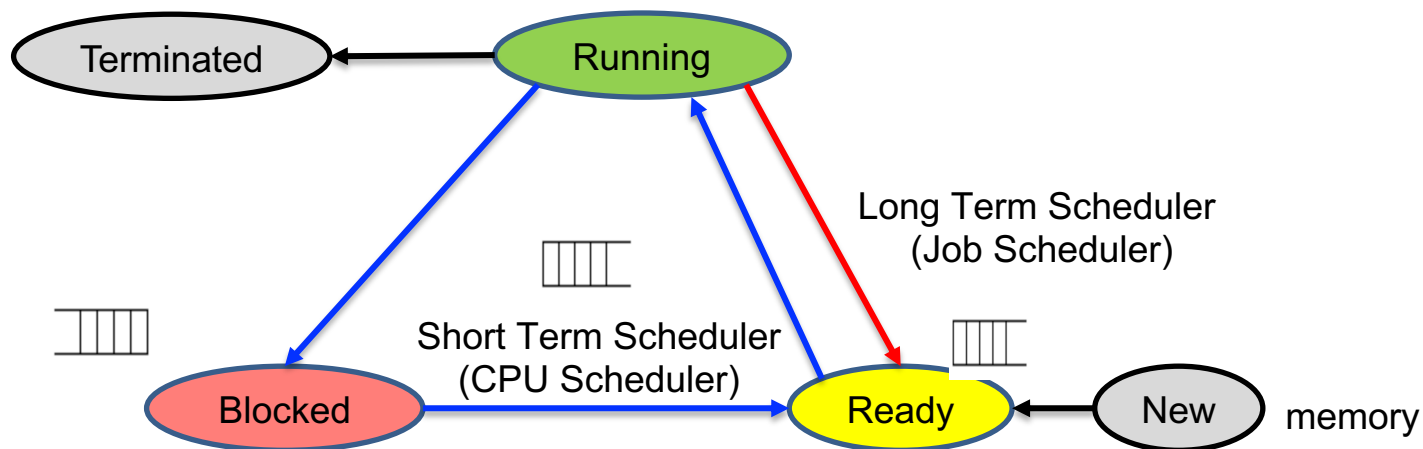 Terminated
Running
Long Term Scheduler
(Job Scheduler)
Short Term Scheduler
(CPU Scheduler)
Blocked
Ready
New
memory